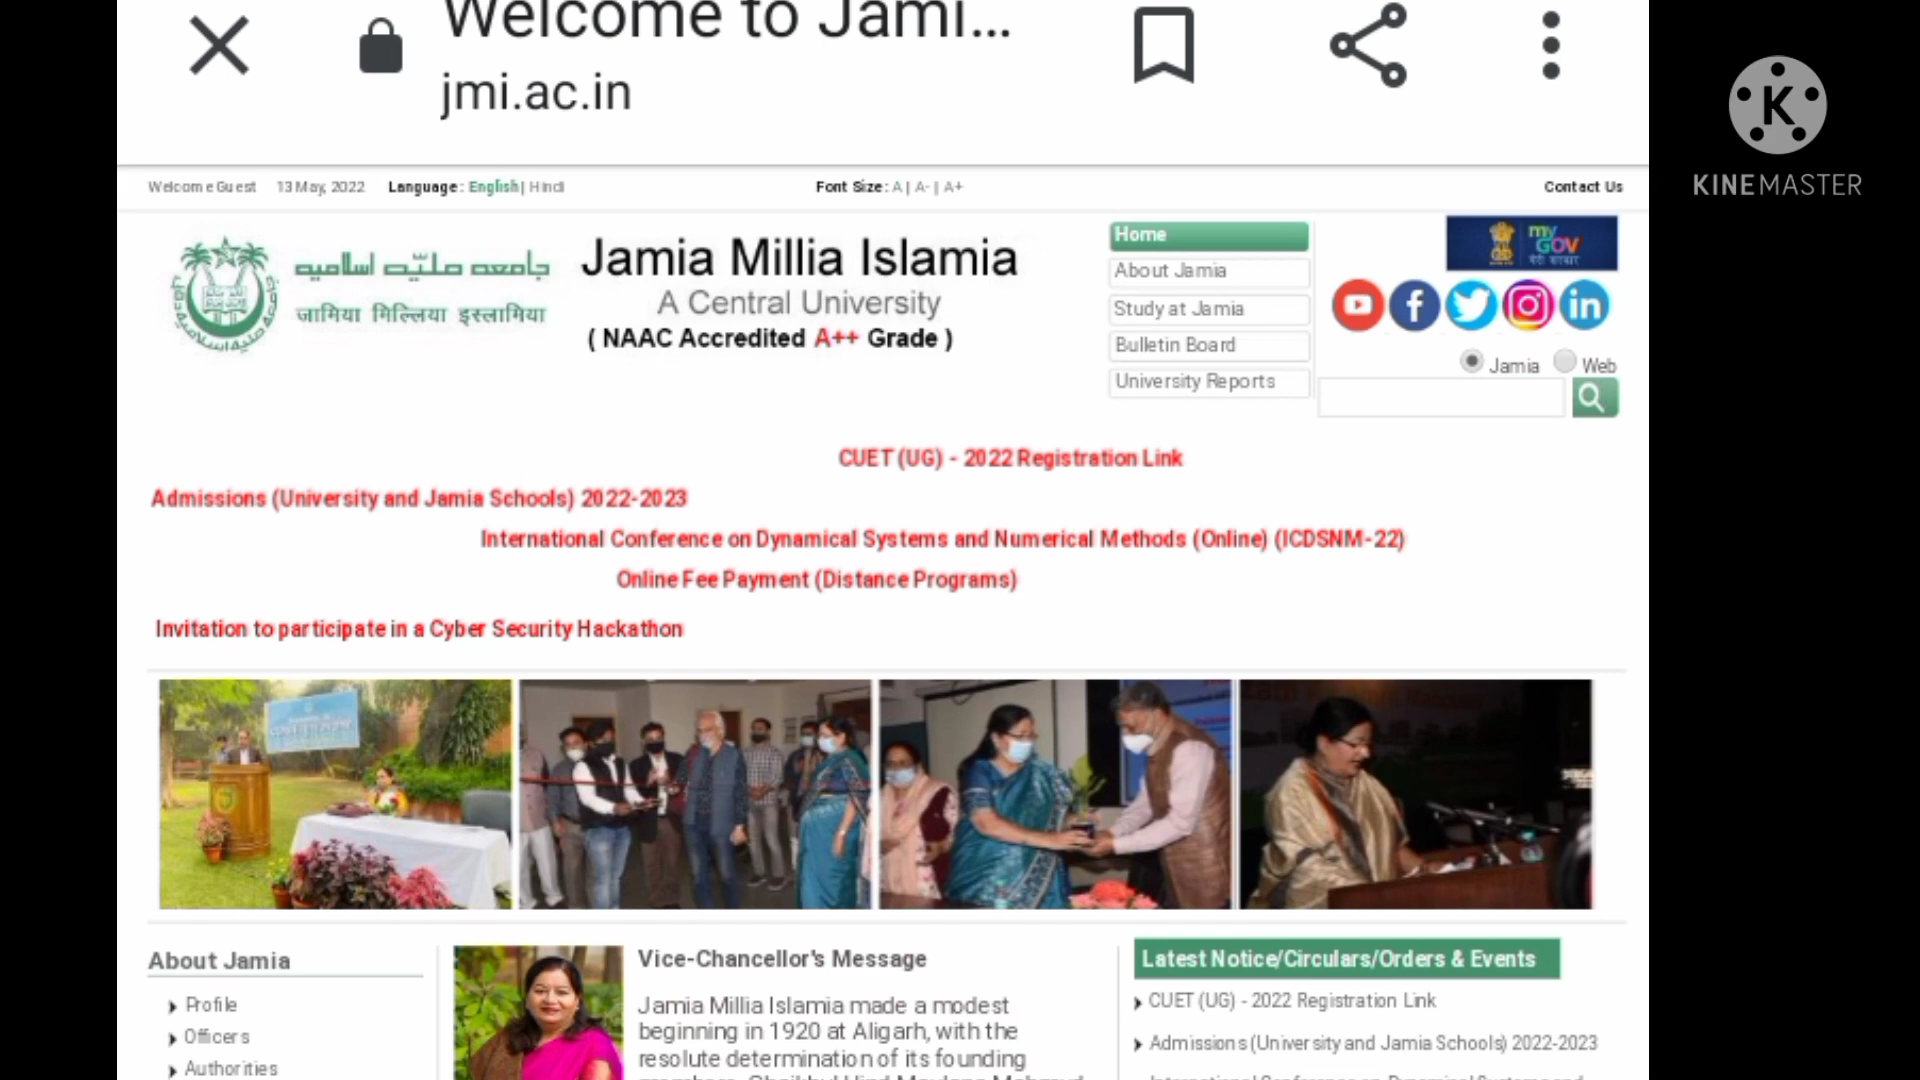 Welcome to Jami...
jmi.ac.in
K
KINEMASTER
Welcome Guest 13 May, 2022 Language: English| Hindi Font Size: A| A-| A+ Contact Us
जामिया मिल्लिया इस्लामिया
جامعه ملیّه اسلامیه
Jamia Millia Islamia
A Central University
( NAAC Accredited A++ Grade )
Home
About Jamia
Study at Jamia
Bulletin Board
University Reports
my GOV
मेरी सरकार
Jamia Web
CUET (UG) - 2022 Registration Link
Admissions (University and Jamia Schools) 2022-2023
International Conference on Dynamical Systems and Numerical Methods (Online) (ICDSNM-22)
Online Fee Payment (Distance Programs)
Invitation to participate in a Cyber Security Hackathon
About Jamia
Profile
Officers
Authorities
Vice-Chancellor's Message
Jamia Millia Islamia made a modest
beginning in 1920 at Aligarh, with the
resolute determination of its founding
Latest Notice/Circulars/Orders & Events
CUET (UG) - 2022 Registration Link
Admissions (University and Jamia Schools) 2022-2023